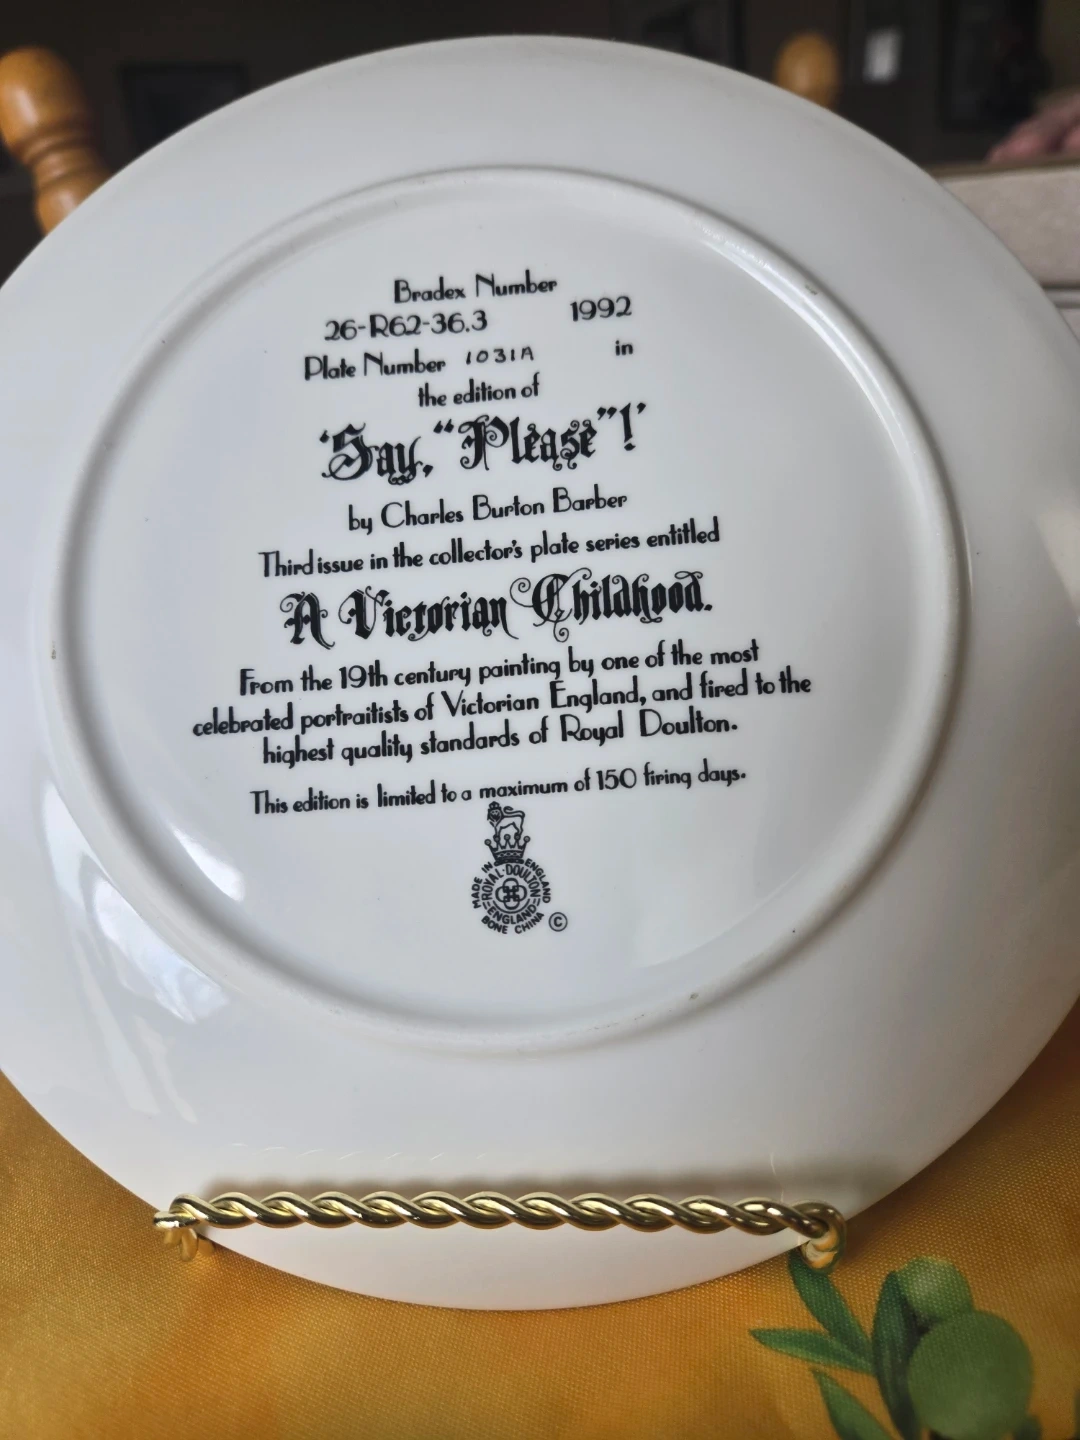 Bradex Number
26-R62-36.3 1992
Plate Number 1031A in
the edition of
'Say, "Please"!'
by Charles Burton Barber
Third issue in the collector's plate series entitled
A Victorian Childhood.
From the 19th century painting by one of the most
celebrated portraitists of Victorian England, and fired to the
highest quality standards of Royal Doulton.
This edition is limited to a maximum of 150 firing days.
MADE IN ENGLAND
ROYAL·DOULTON
ENGLAND
BONE CHINA ©